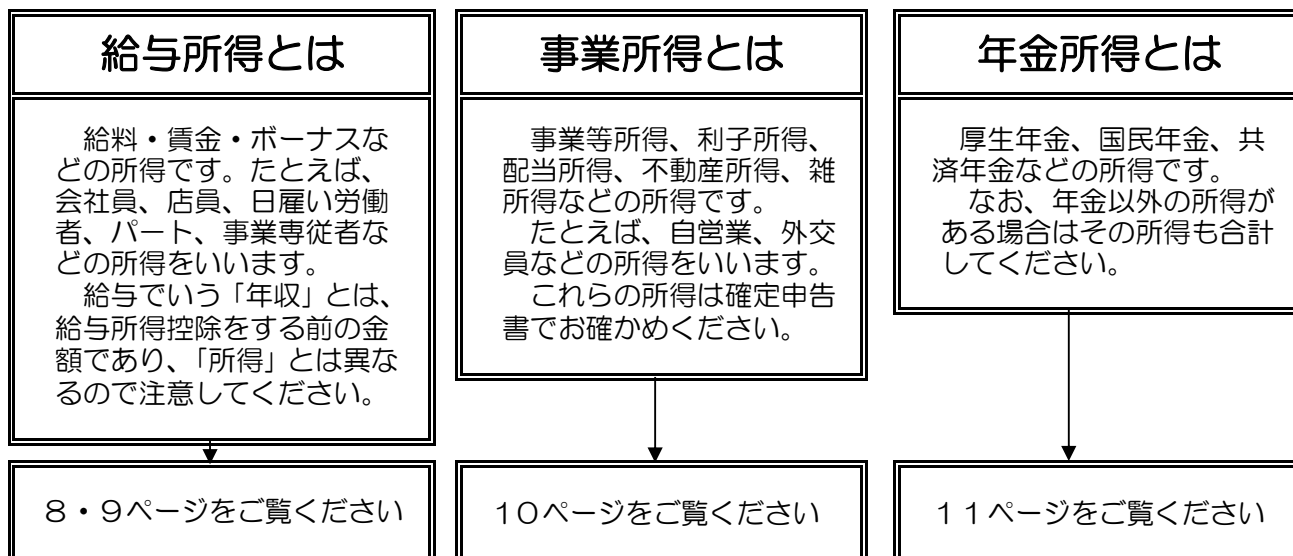 給与所得とは
給料・賃金・ボーナスな
どの所得です。たとえば、
会社員、店員、日雇い労働
者、パート、事業専従者な
どの所得をいいます。
給与でいう「年収」とは、
給与所得控除をする前の金
額であり、「所得」とは異な
るので注意してください。
８・９ページをご覧ください
事業所得とは
事業等所得、利子所得、
配当所得、不動産所得、雑
所得などの所得です。
たとえば、自営業、外交
員などの所得をいいます。
これらの所得は確定申告
書でお確かめください。
１０ページをご覧ください
年金所得とは
厚生年金、国民年金、共
済年金などの所得です。
なお、年金以外の所得が
ある場合はその所得も合計
してください。
１１ページをご覧ください